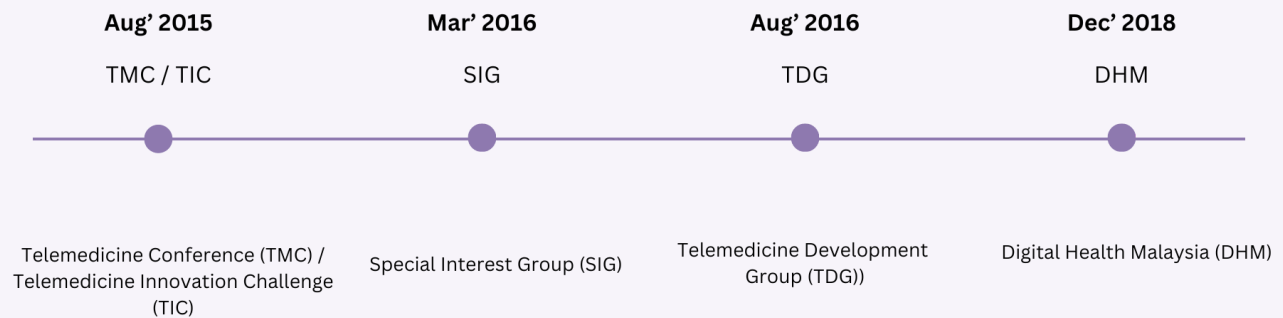 Aug’ 2015
Mar’ 2016
Aug’ 2016
Dec’ 2018
TMC / TIC
SIG
TDG
DHM
Telemedicine Conference (TMC) /
Telemedicine Innovation Challenge
(TIC)
Special Interest Group (SIG)
Telemedicine Development
Group (TDG))
Digital Health Malaysia (DHM)